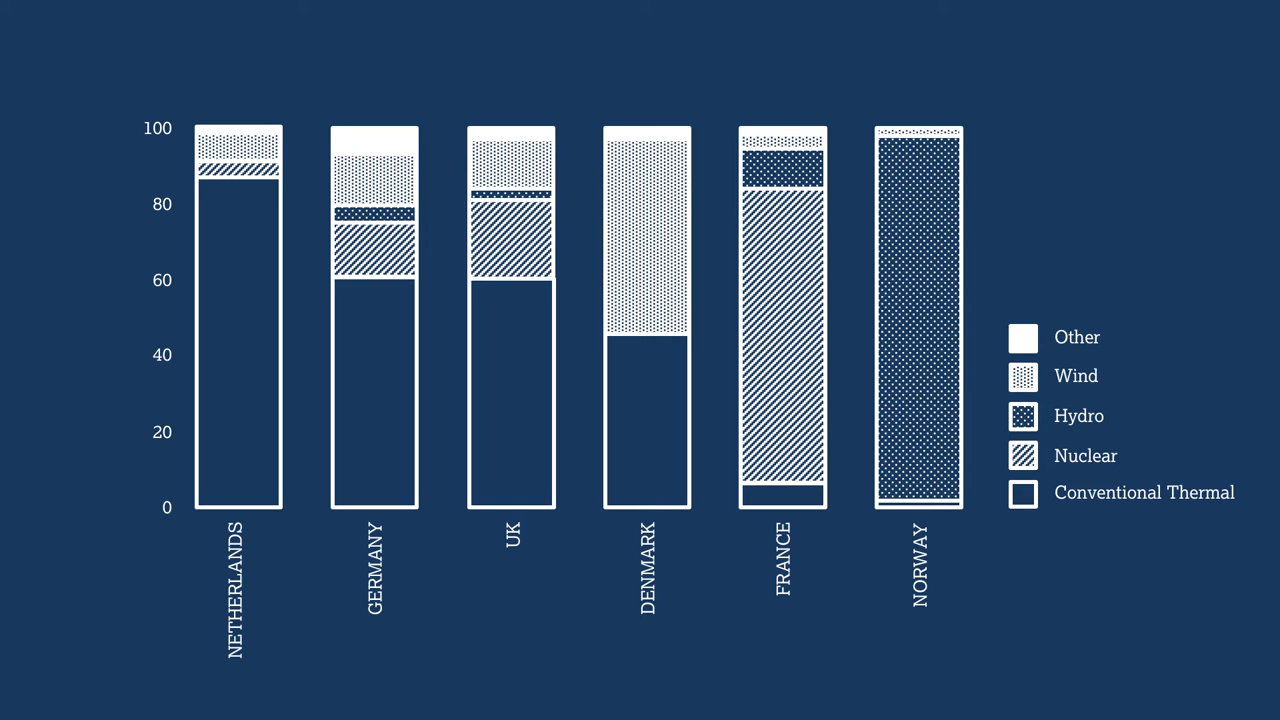 100
80
60
40
20
0
NETHERLANDS
GERMANY
UK
DENMARK
FRANCE
NORWAY
Other
Wind
Hydro
Nuclear
Conventional Thermal